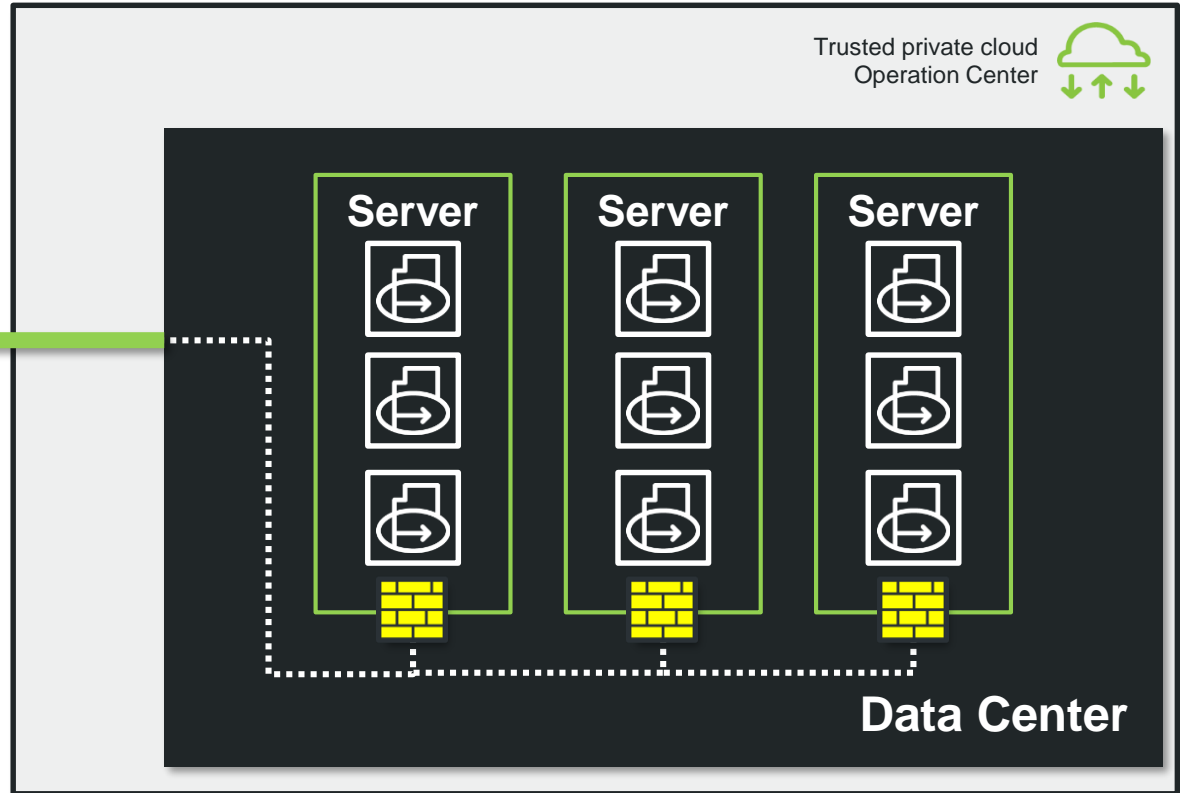 Trusted private cloud
Operation Center
Server
Server
Server
Data Center